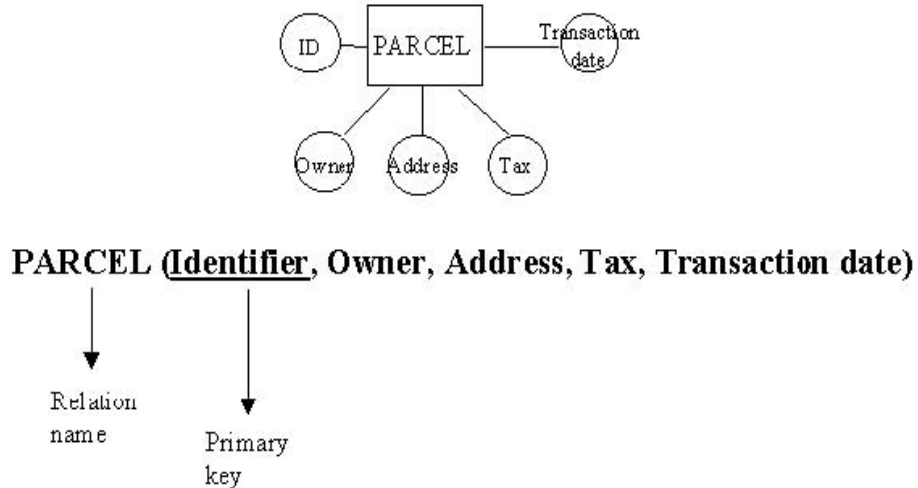 ID
PARCEL
Transaction
date
Owner
Address
Tax
PARCEL (Identifier, Owner, Address, Tax, Transaction date)
Relation
name
Primary
key